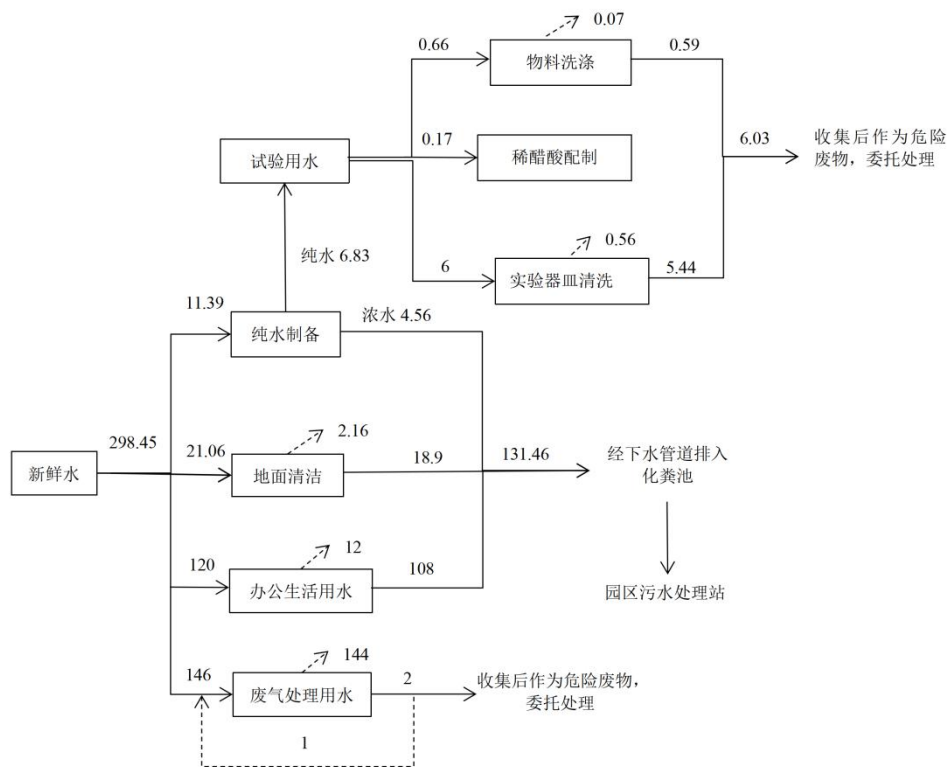 0.07
0.66
物料洗涤
0.59
试验用水
0.17
稀醋酸配制
6.03
收集后作为危险
废物，委托处理
纯水 6.83
0.56
6
实验器皿清洗
5.44
11.39
纯水制备
浓水 4.56
新鲜水
298.45
21.06
2.16
地面清洁
18.9
131.46
经下水管道排入
化粪池
120
12
办公生活用水
108
园区污水处理站
146
144
废气处理用水
2
收集后作为危险废物，
委托处理
1